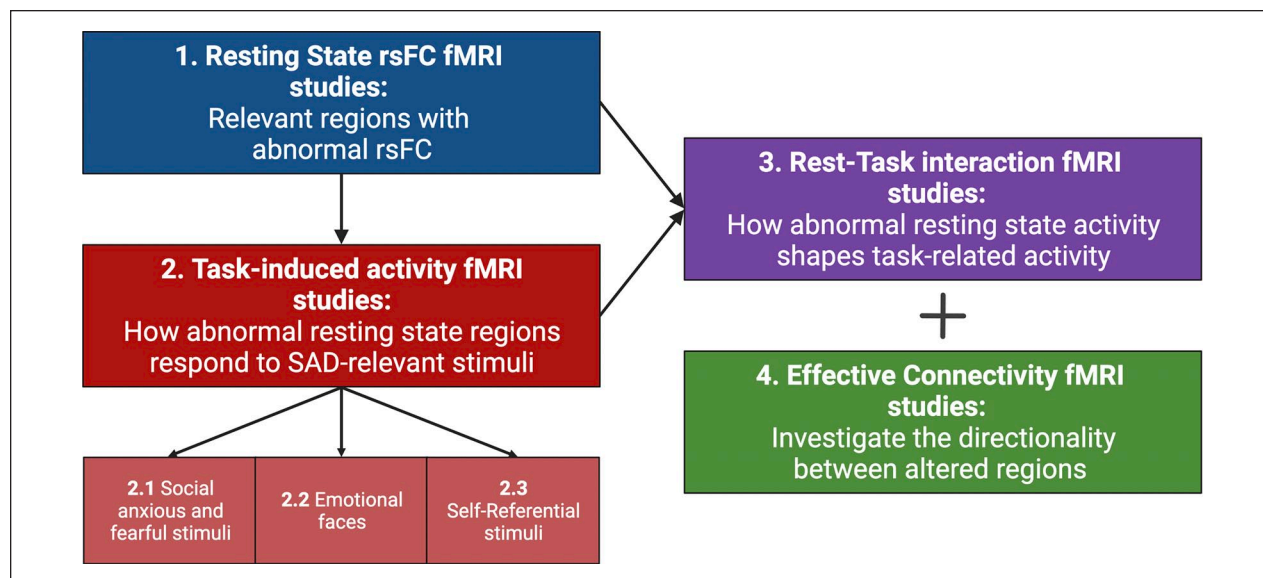 1. Resting State rsFC fMRI
studies:
Relevant regions with
abnormal rsFC
2. Task-induced activity fMRI
studies:
How abnormal resting state regions
respond to SAD-relevant stimuli
2.1 Social
anxious and
fearful stimuli
2.2 Emotional
faces
2.3
Self-Referential
stimuli
3. Rest-Task interaction fMRI
studies:
How abnormal resting state activity
shapes task-related activity
+
4. Effective Connectivity fMRI
studies:
Investigate the directionality
between altered regions